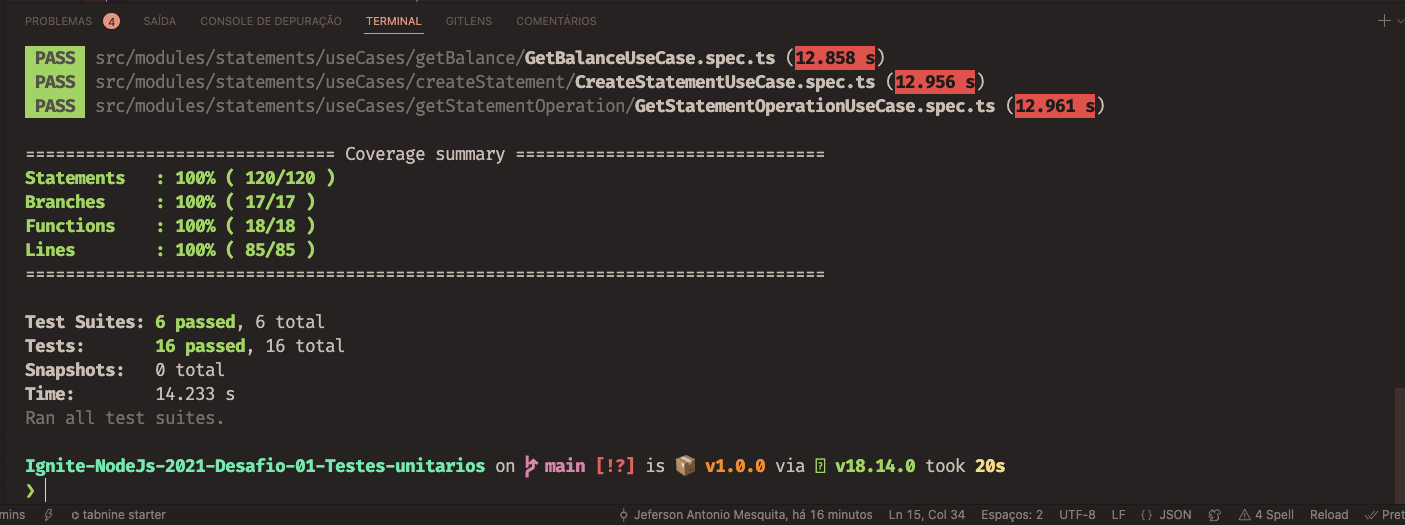 PROBLEMAS 4 SAÍDA CONSOLE DE DEPURAÇÃO TERMINAL GITLENS COMENTÁRIOS
PASS src/modules/statements/useCases/getBalance/GetBalanceUseCase.spec.ts (12.858 s)
PASS src/modules/statements/useCases/createStatement/CreateStatementUseCase.spec.ts (12.956 s)
PASS src/modules/statements/useCases/getStatementOperation/GetStatementOperationUseCase.spec.ts (12.961 s)
=============================== Coverage summary ===============================
Statements   : 100% ( 120/120 )
Branches     : 100% ( 17/17 )
Functions    : 100% ( 18/18 )
Lines        : 100% ( 85/85 )
================================================================================
Test Suites: 6 passed, 6 total
Tests:       16 passed, 16 total
Snapshots:   0 total
Time:        14.233 s
Ran all test suites.
Ignite-NodeJs-2021-Desafio-01-Testes-unitarios on main [!?] is 📦 v1.0.0 via v18.14.0 took 20s
❯
mins tabnine starter Jeferson Antonio Mesquita, há 16 minutos Ln 15, Col 34 Espaços: 2 UTF-8 LF {} JSON 4 Spell Reload Pret